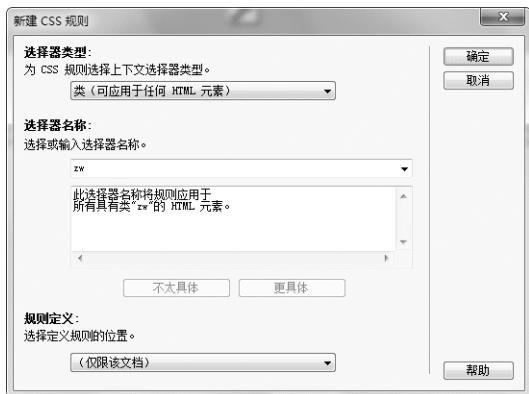 新建 CSS 规则
选择器类型:
为 CSS 规则选择上下文选择器类型。
类（可应用于任何 HTML 元素）
确定
取消
选择器名称:
选择或输入选择器名称。
zw
此选择器名称将规则应用于
所有具有类“zw”的 HTML 元素。
不太具体
更具体
规则定义:
选择定义规则的位置。
（仅限该文档）
帮助